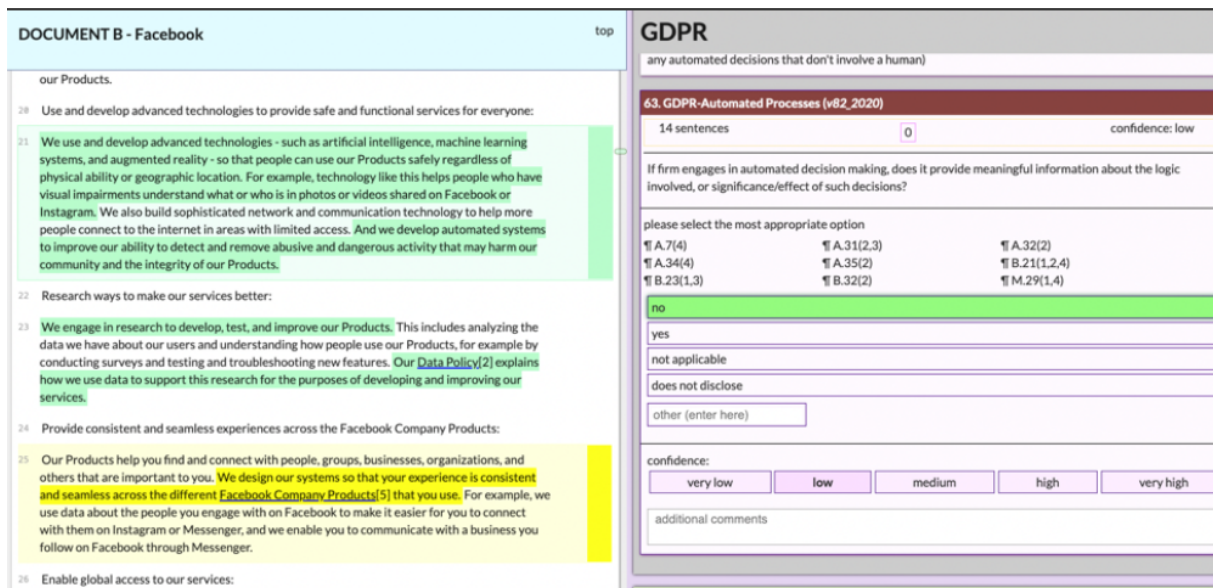 DOCUMENT B - Facebook
top
our Products.
20 Use and develop advanced technologies to provide safe and functional services for everyone:
21 We use and develop advanced technologies - such as artificial intelligence, machine learning
systems, and augmented reality - so that people can use our Products safely regardless of
physical ability or geographic location. For example, technology like this helps people who have
visual impairments understand what or who is in photos or videos shared on Facebook or
Instagram. We also build sophisticated network and communication technology to help more
people connect to the internet in areas with limited access. And we develop automated systems
to improve our ability to detect and remove abusive and dangerous activity that may harm our
community and the integrity of our Products.
22 Research ways to make our services better:
23 We engage in research to develop, test, and improve our Products. This includes analyzing the
data we have about our users and understanding how people use our Products, for example by
conducting surveys and testing and troubleshooting new features. Our Data Policy[2] explains
how we use data to support this research for the purposes of developing and improving our
services.
24 Provide consistent and seamless experiences across the Facebook Company Products:
25 Our Products help you find and connect with people, groups, businesses, organizations, and
others that are important to you. We design our systems so that your experience is consistent
and seamless across the different Facebook Company Products[5] that you use. For example, we
use data about the people you engage with on Facebook to make it easier for you to connect
with them on Instagram or Messenger, and we enable you to communicate with a business you
follow on Facebook through Messenger.
26 Enable global access to our services:
GDPR
any automated decisions that don't involve a human)
63. GDPR-Automated Processes (v82_2020)
14 sentences 0 confidence: low
If firm engages in automated decision making, does it provide meaningful information about the logic
involved, or significance/effect of such decisions?
please select the most appropriate option
¶ A.7(4) ¶ A.31(2,3) ¶ A.32(2)
¶ A.34(4) ¶ A.35(2) ¶ B.21(1,2,4)
¶ B.23(1,3) ¶ B.32(2) ¶ M.29(1,4)
no
yes
not applicable
does not disclose
other (enter here)
confidence:
very low low medium high very high
additional comments